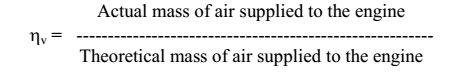 Actual mass of air supplied to the engine
ηv = ----------------------------------------------------------
Theoretical mass of air supplied to the engine